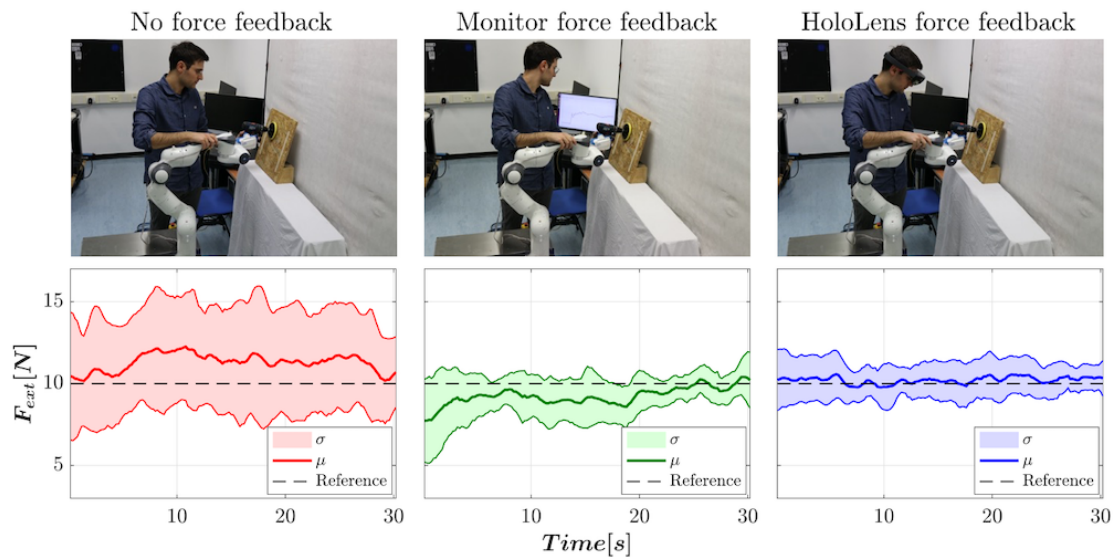 No force feedback
Monitor force feedback
HoloLens force feedback
F_ext[N]
15
10
5
σ
μ
Reference
σ
μ
Reference
σ
μ
Reference
10
20
30
10
20
30
10
20
30
Time[s]